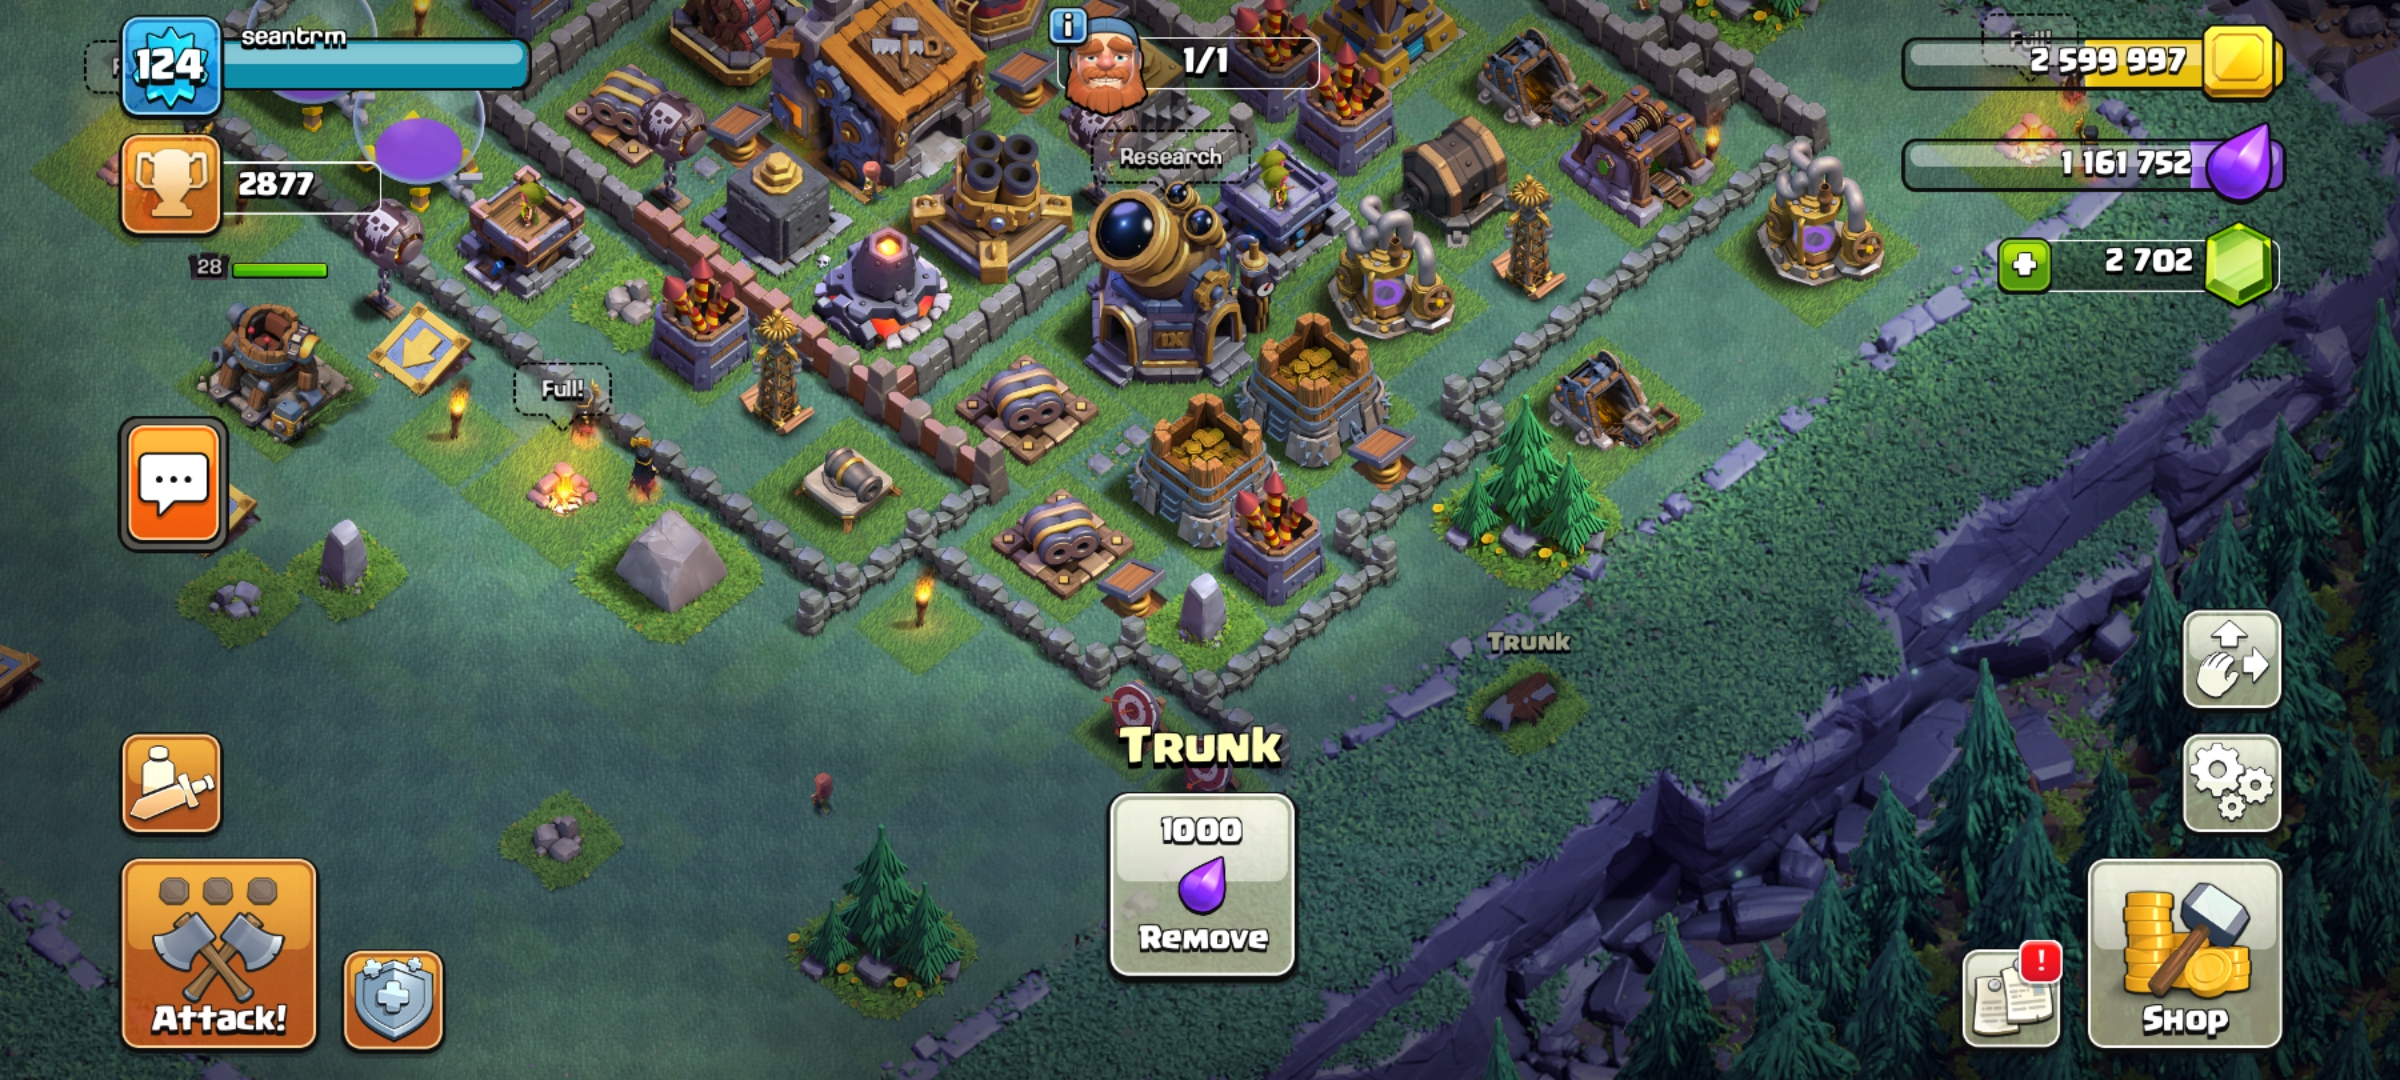 124
seantrm
1/1
Full!
2 599 997
2877
Research
1 161 752
28
2 702
Full!
Trunk
Trunk
1000
Remove
Attack!
!
Shop